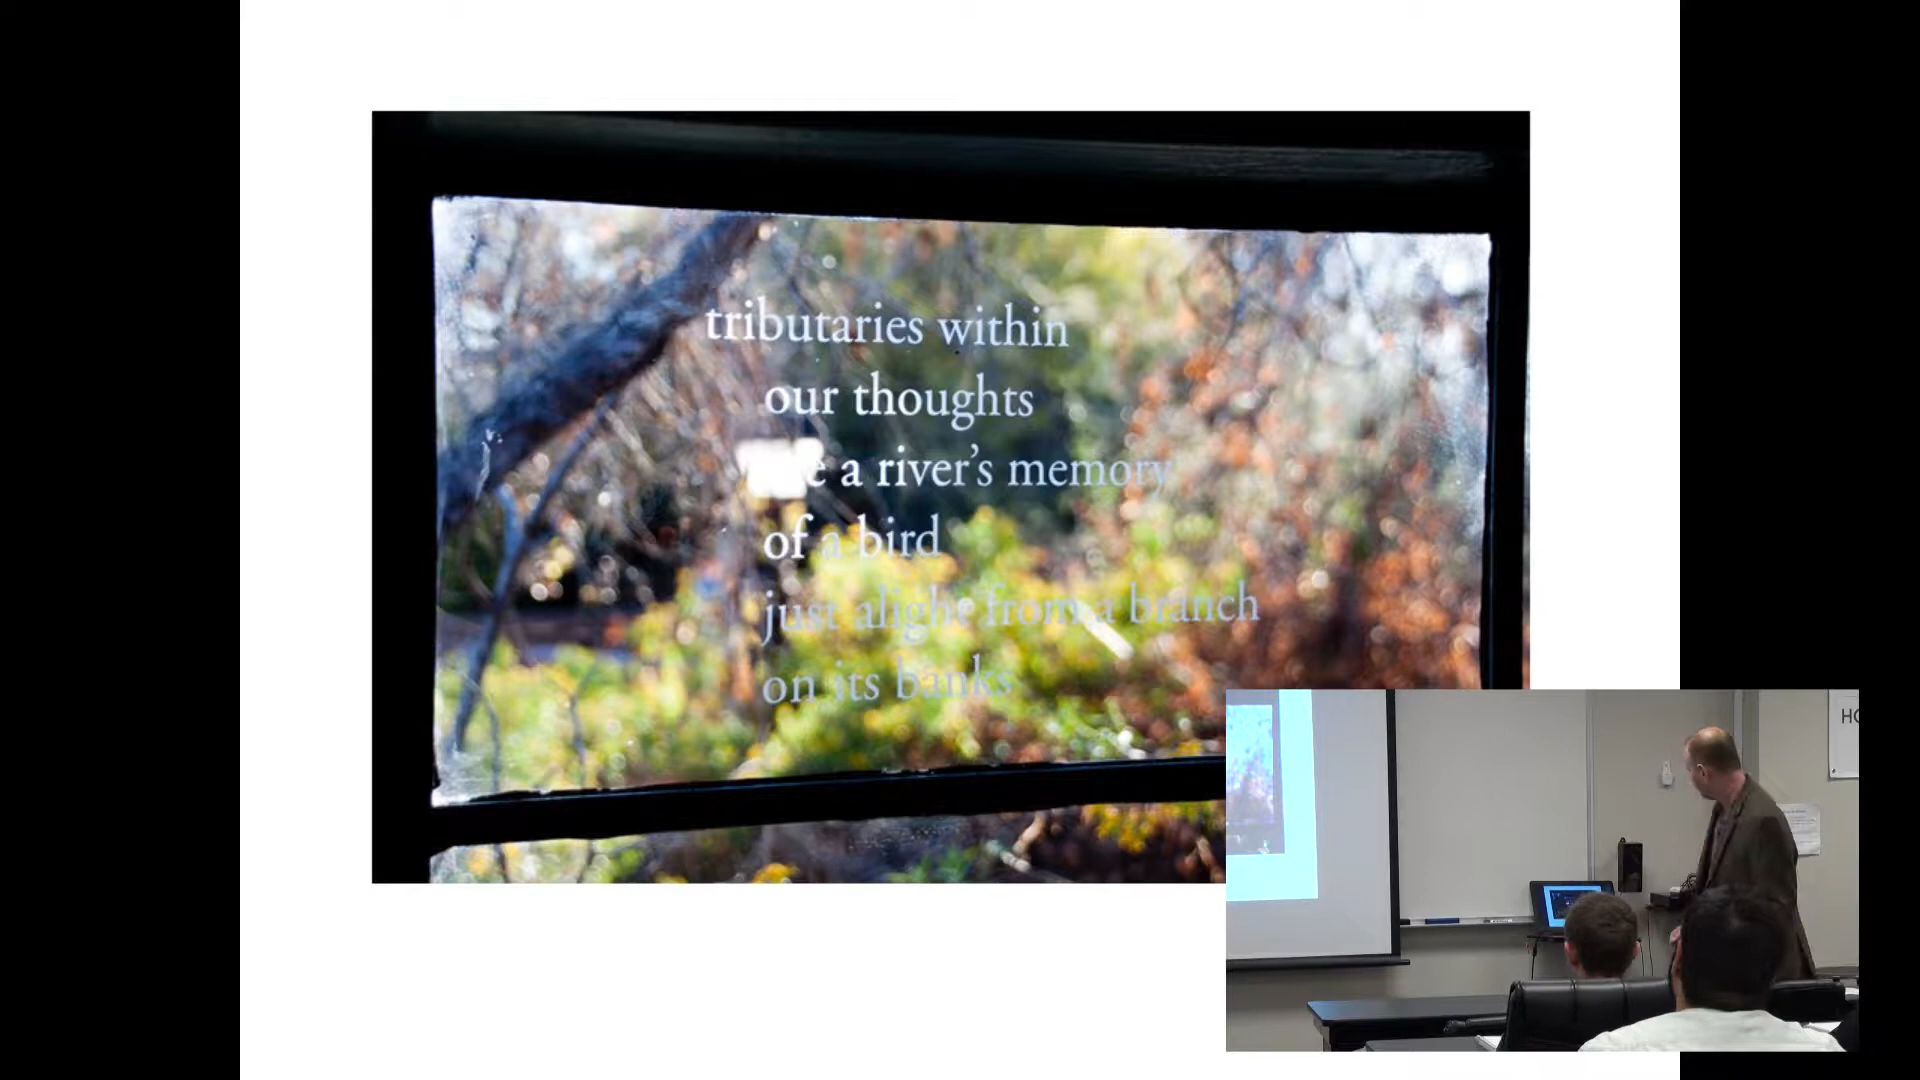 tributaries within
our thoughts
a river's memory
of a bird
just alight from a branch
on its banks